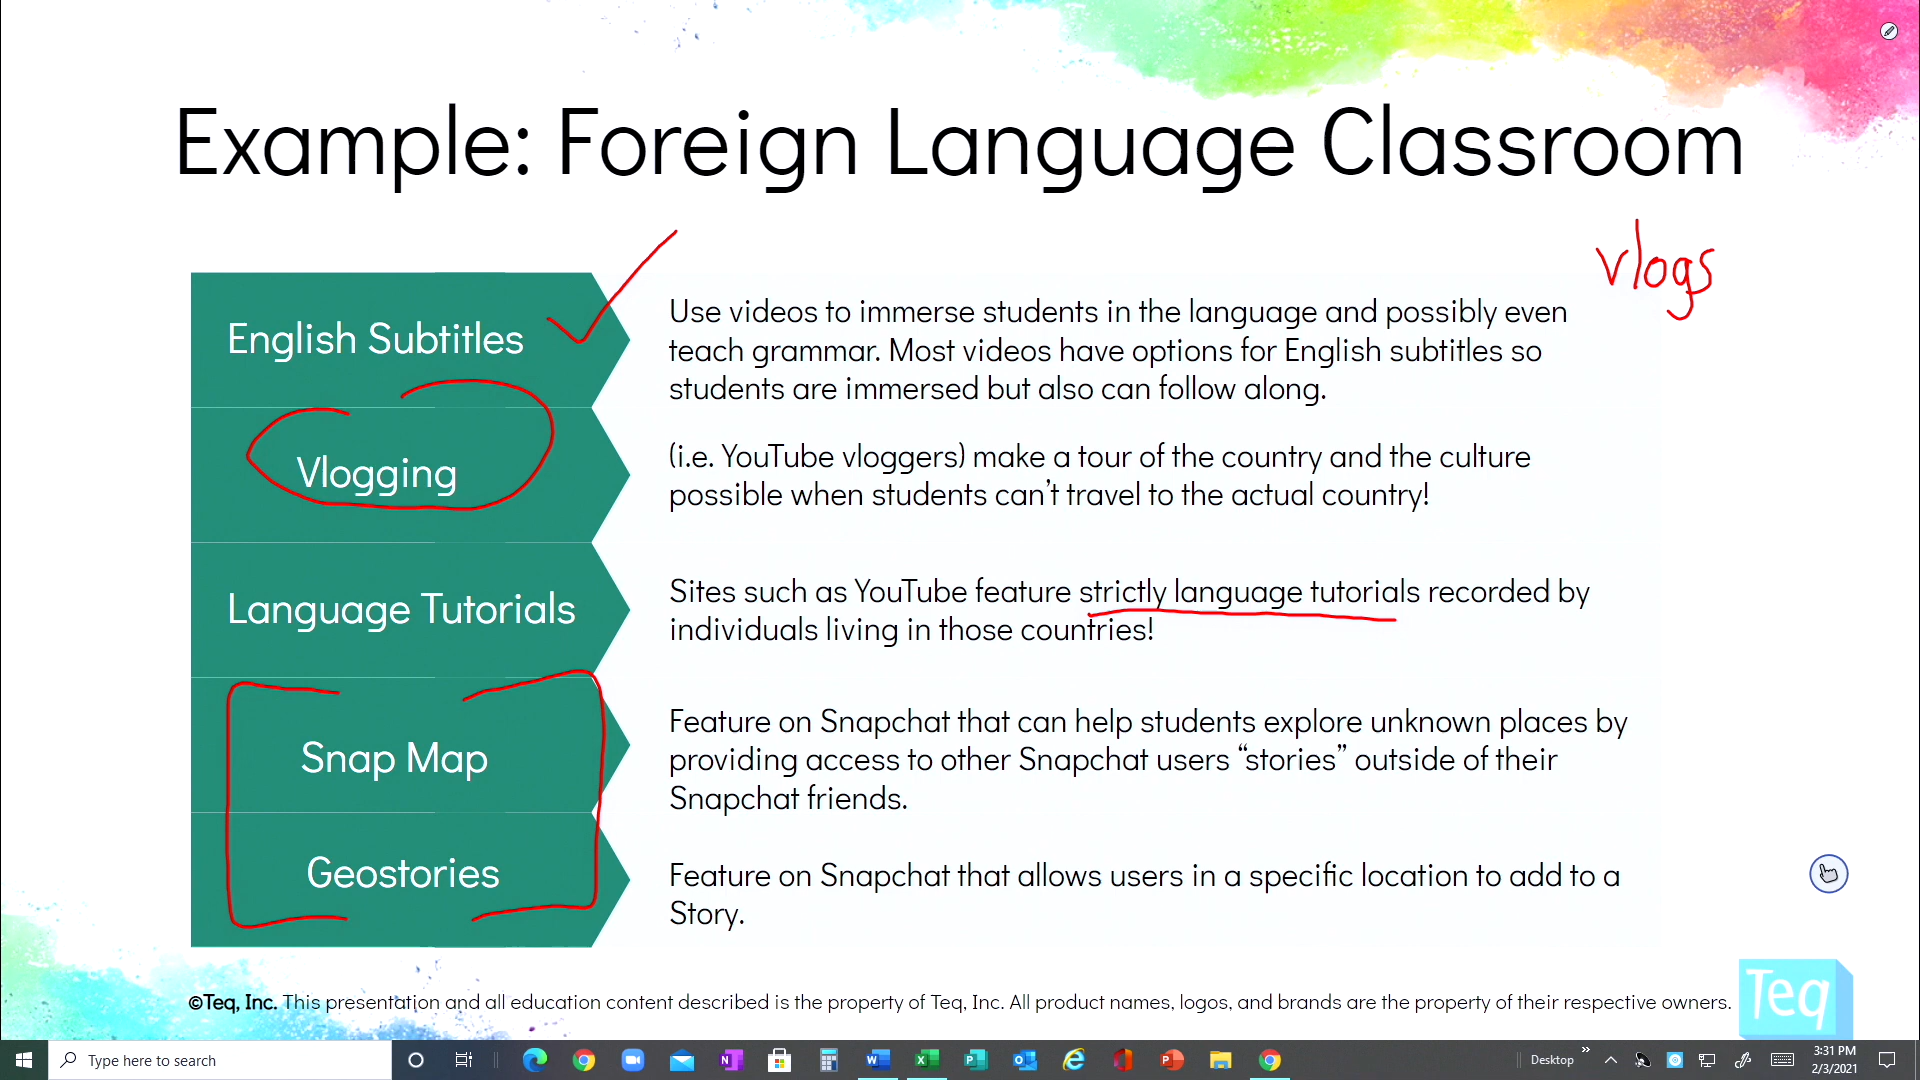 Example: Foreign Language Classroom
vlogs
English Subtitles
Use videos to immerse students in the language and possibly even
teach grammar. Most videos have options for English subtitles so
students are immersed but also can follow along.
Vlogging
(i.e. YouTube vloggers) make a tour of the country and the culture
possible when students can't travel to the actual country!
Language Tutorials
Sites such as YouTube feature strictly language tutorials recorded by
individuals living in those countries!
Snap Map
Feature on Snapchat that can help students explore unknown places by
providing access to other Snapchat users “stories” outside of their
Snapchat friends.
Geostories
Feature on Snapchat that allows users in a specific location to add to a
Story.
©Teq, Inc. This presentation and all education content described is the property of Teq, Inc. All product names, logos, and brands are the property of their respective owners.
Teq
Type here to search
Desktop
3:31 PM
2/3/2021